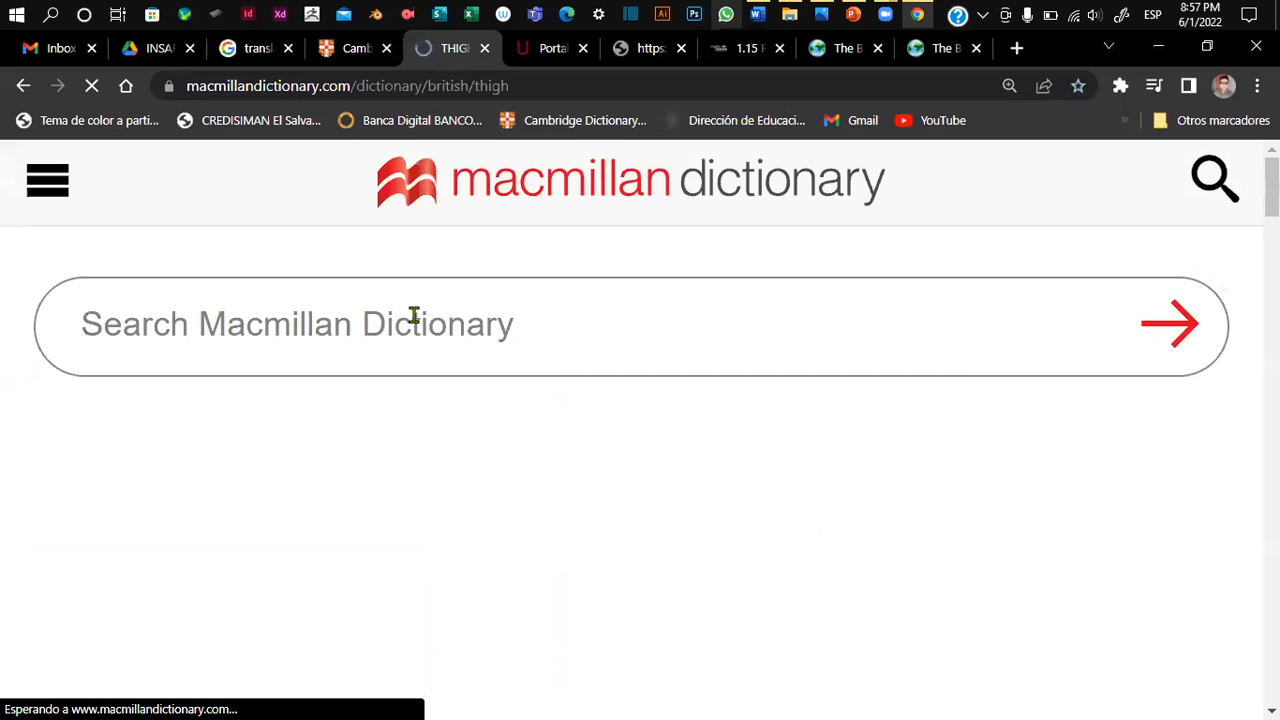 ESP
8:57 PM
6/1/2022
Inbox
INSA
transl
Camb
THIG
Porta
https
1.15 F
The B
The B
macmillandictionary.com/dictionary/british/thigh
Tema de color a parti...
CREDISIMAN El Salva...
Banca Digital BANCO...
Cambridge Dictionary...
Dirección de Educaci...
Gmail
YouTube
Otros marcadores
macmillan dictionary
Search Macmillan Dictionary
Esperando a www.macmillandictionary.com...